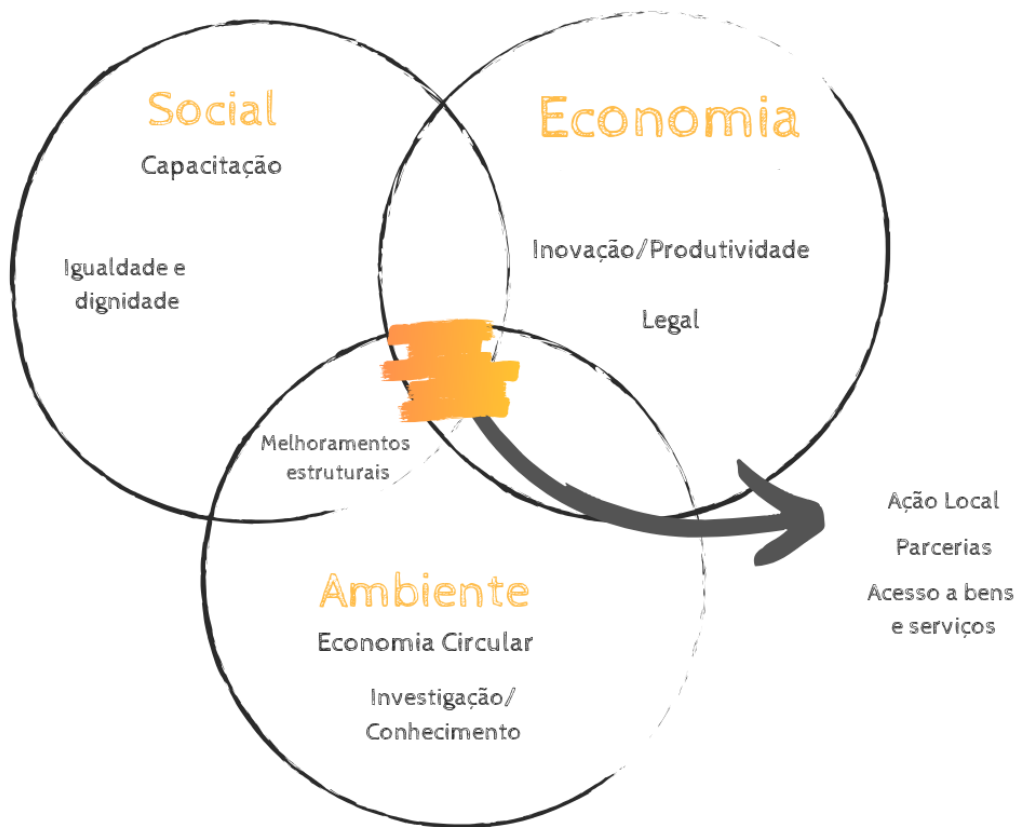 Social
Capacitação
Igualdade e
dignidade
Economia
Inovação/Produtividade
Legal
Melhoramentos
estruturais
Ambiente
Economia Circular
Investigação/
Conhecimento
Ação Local
Parcerias
Acesso a bens
e serviços